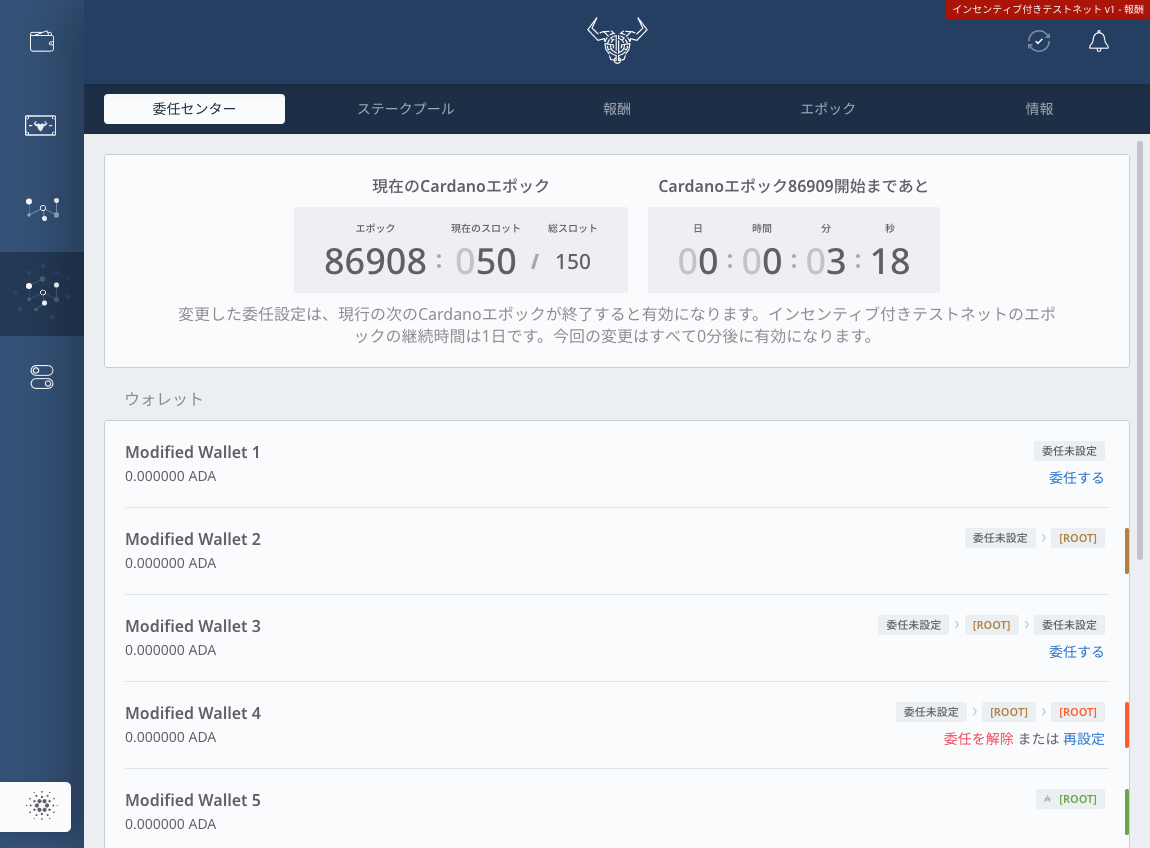 インセンティブ付きテストネット v1 - 報酬
委任センター
ステークプール
報酬
エポック
情報
現在のCardanoエポック
エポック 現在のスロット 総スロット
86908 : 050 / 150
Cardanoエポック86909開始まであと
日 時間 分 秒
00 : 00 : 03 : 18
変更した委任設定は、現行の次のCardanoエポックが終了すると有効になります。インセンティブ付きテストネットのエポ
ックの継続時間は1日です。今回の変更はすべて0分後に有効になります。
ウォレット
Modified Wallet 1
0.000000 ADA
委任未設定
委任する
Modified Wallet 2
0.000000 ADA
委任未設定 › [ROOT]
Modified Wallet 3
0.000000 ADA
委任未設定 › [ROOT] › 委任未設定
委任する
Modified Wallet 4
0.000000 ADA
委任未設定 › [ROOT] › [ROOT]
委任を解除 または 再設定
Modified Wallet 5
0.000000 ADA
[ROOT]